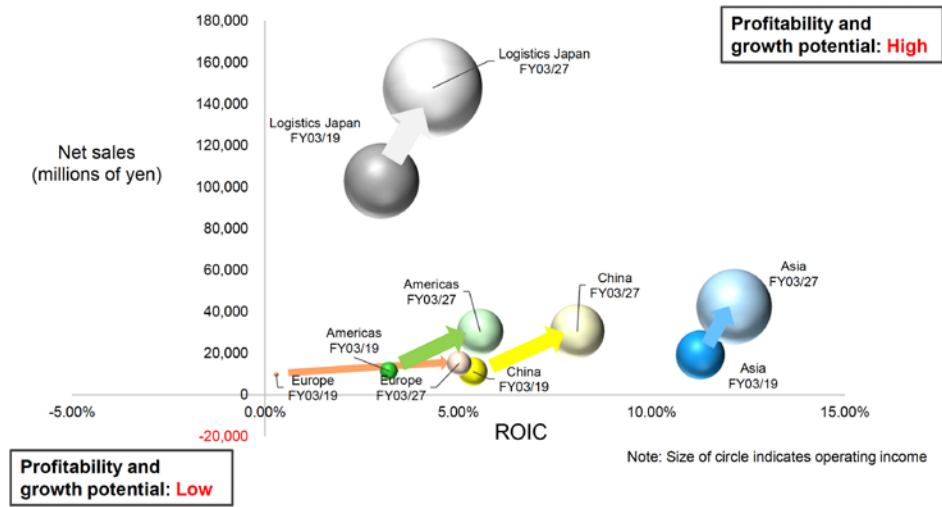 180,000
160,000
140,000
120,000
100,000
80,000
60,000
40,000
20,000
0
-20,000
Net sales
(millions of yen)
Profitability and
growth potential: High
Logistics Japan
FY03/27
Logistics Japan
FY03/19
Americas
FY03/27
China
FY03/27
Asia
FY03/27
Americas
FY03/19
Europe
FY03/19
Europe
FY03/27
China
FY03/19
Asia
FY03/19
-5.00%
0.00%
5.00%
10.00%
15.00%
ROIC
Note: Size of circle indicates operating income
Profitability and
growth potential: Low